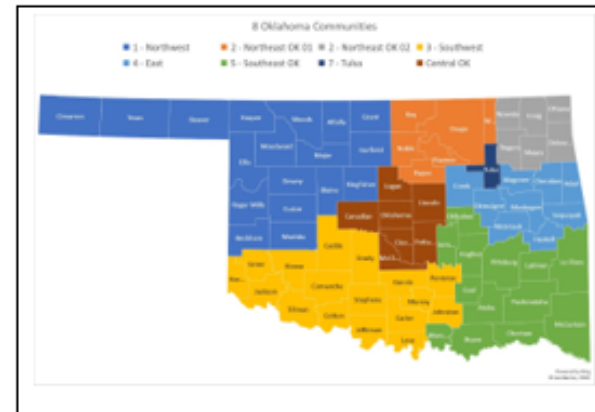 8 Oklahoma Communities
1 - Northwest
2 - Northeast OK 01
2 - Northeast OK 02
3 - Southwest
4 - East
5 - Southeast OK
7 - Tulsa
Central OK
Cimarron
Texas
Beaver
Harper
Woods
Alfalfa
Grant
Kay
Osage
Nowata
Craig
Ottawa
Woodward
Major
Garfield
Noble
Pawnee
Rogers
Mayes
Ellis
Payne
Tulsa
Dewey
Blaine
Kingfisher
Logan
Creek
Wagoner
Cherokee
Roger Mills
Custer
Canadian
Oklahoma
Lincoln
Okmulgee
Muskogee
Sequoyah
Beckham
Washita
McIntosh
Haskell
Caddo
Grady
Hughes
Pittsburg
Latimer
Le Flore
Greer
Kiowa
Comanche
Jackson
Stephens
Garvin
Pontotoc
Coal
Tillman
Cotton
Murray
Johnston
Atoka
Pushmataha
McCurtain
Jefferson
Carter
Love
Bryan
Choctaw